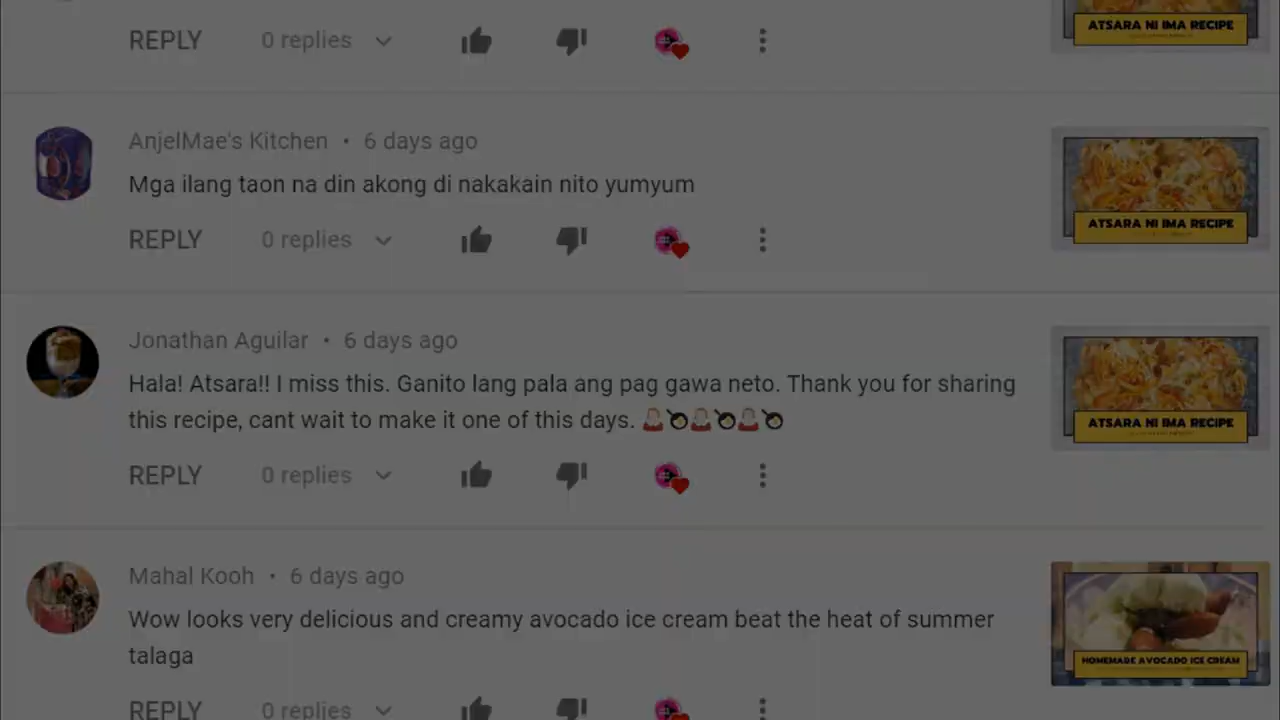 ATSARA NI IMA RECIPE
REPLY 0 replies
AnjelMae's Kitchen • 6 days ago
Mga ilang taon na din akong di nakakain nito yumyum
ATSARA NI IMA RECIPE
REPLY 0 replies
Jonathan Aguilar • 6 days ago
Hala! Atsara!! I miss this. Ganito lang pala ang pag gawa neto. Thank you for sharing
this recipe, cant wait to make it one of this days.
ATSARA NI IMA RECIPE
REPLY 0 replies
Mahal Kooh • 6 days ago
Wow looks very delicious and creamy avocado ice cream beat the heat of summer
talaga
HOMEMADE AVOCADO ICE CREAM
REPLY 0 replies